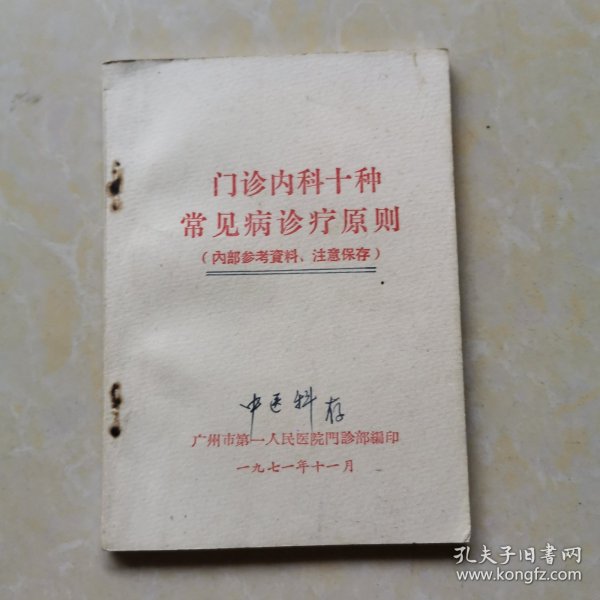 门诊内科十种
常见病诊疗原则
（內部参考資料、注意保存）
中医科存
广州市第一人民医院門診部編印
一九七一年十一月
孔夫子旧书网
www.kongfz.com